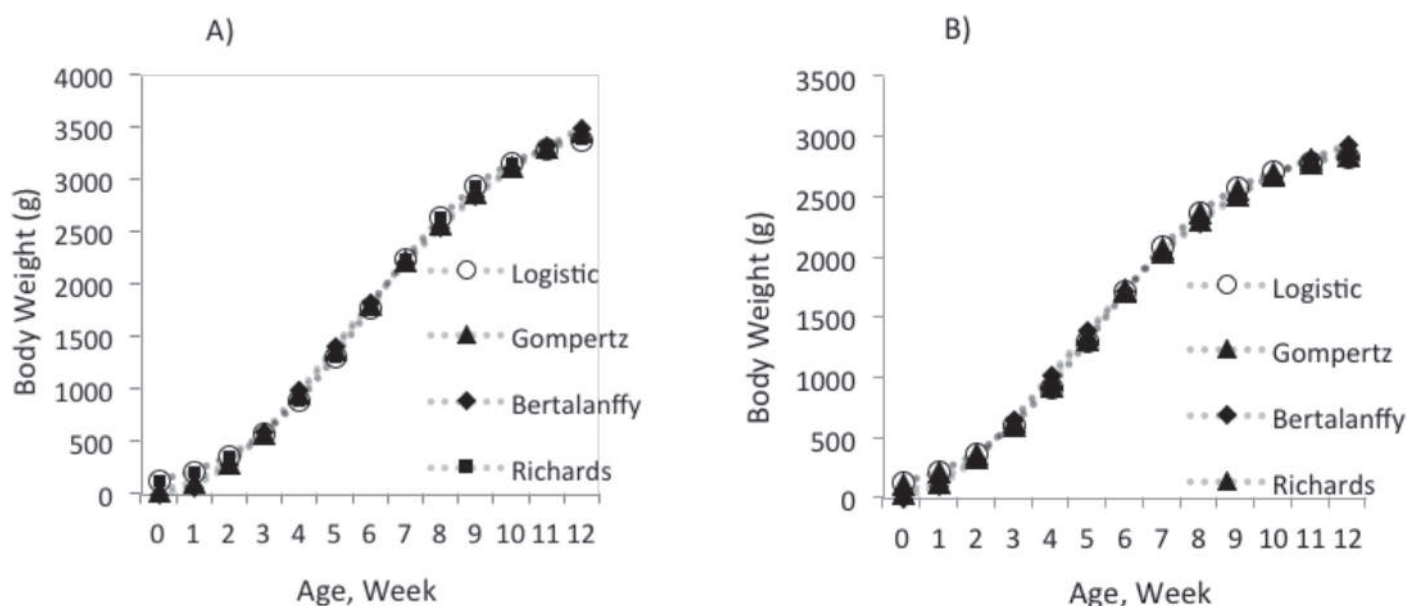 A)
Body Weight (g)
4000
3500
3000
2500
2000
1500
1000
500
0
0 1 2 3 4 5 6 7 8 9 10 11 12
Age, Week
Logistic
Gompertz
Bertalanffy
Richards
B)
Body Weight (g)
3500
3000
2500
2000
1500
1000
500
0
0 1 2 3 4 5 6 7 8 9 10 11 12
Age, Week
Logistic
Gompertz
Bertalanffy
Richards